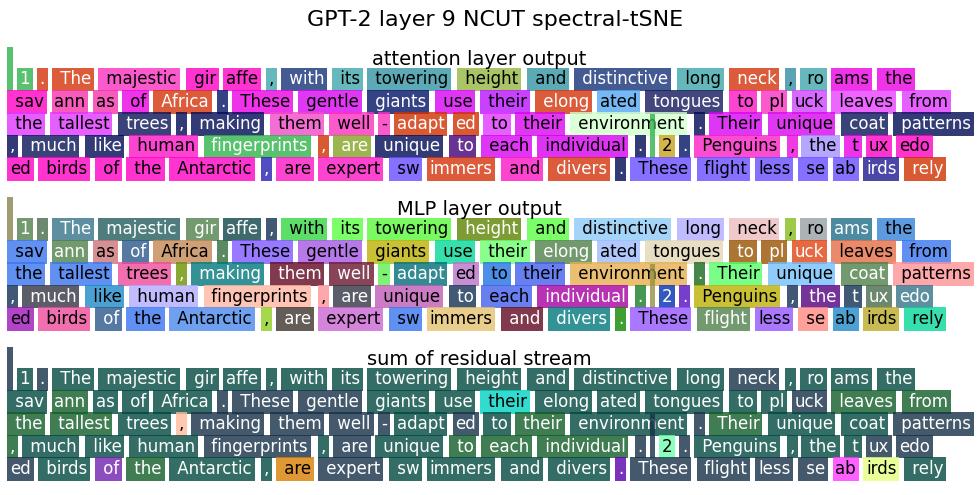 GPT-2 layer 9 NCUT spectral-tSNE
attention layer output
1 . The majestic gir affe , with its towering height and distinctive long neck , ro ams the
sav ann as of Africa . These gentle giants use their elong ated tongues to pl uck leaves from
the tallest trees , making them well - adapt ed to their environment . Their unique coat patterns
, much like human fingerprints , are unique to each individual . 2 . Penguins , the t ux edo
ed birds of the Antarctic , are expert sw immers and divers . These flight less se ab irds rely
MLP layer output
1 . The majestic gir affe , with its towering height and distinctive long neck , ro ams the
sav ann as of Africa . These gentle giants use their elong ated tongues to pl uck leaves from
the tallest trees , making them well - adapt ed to their environment . Their unique coat patterns
, much like human fingerprints , are unique to each individual . 2 . Penguins , the t ux edo
ed birds of the Antarctic , are expert sw immers and divers . These flight less se ab irds rely
sum of residual stream
1 . The majestic gir affe , with its towering height and distinctive long neck , ro ams the
sav ann as of Africa . These gentle giants use their elong ated tongues to pl uck leaves from
the tallest trees , making them well - adapt ed to their environment . Their unique coat patterns
, much like human fingerprints , are unique to each individual . 2 . Penguins , the t ux edo
ed birds of the Antarctic , are expert sw immers and divers . These flight less se ab irds rely